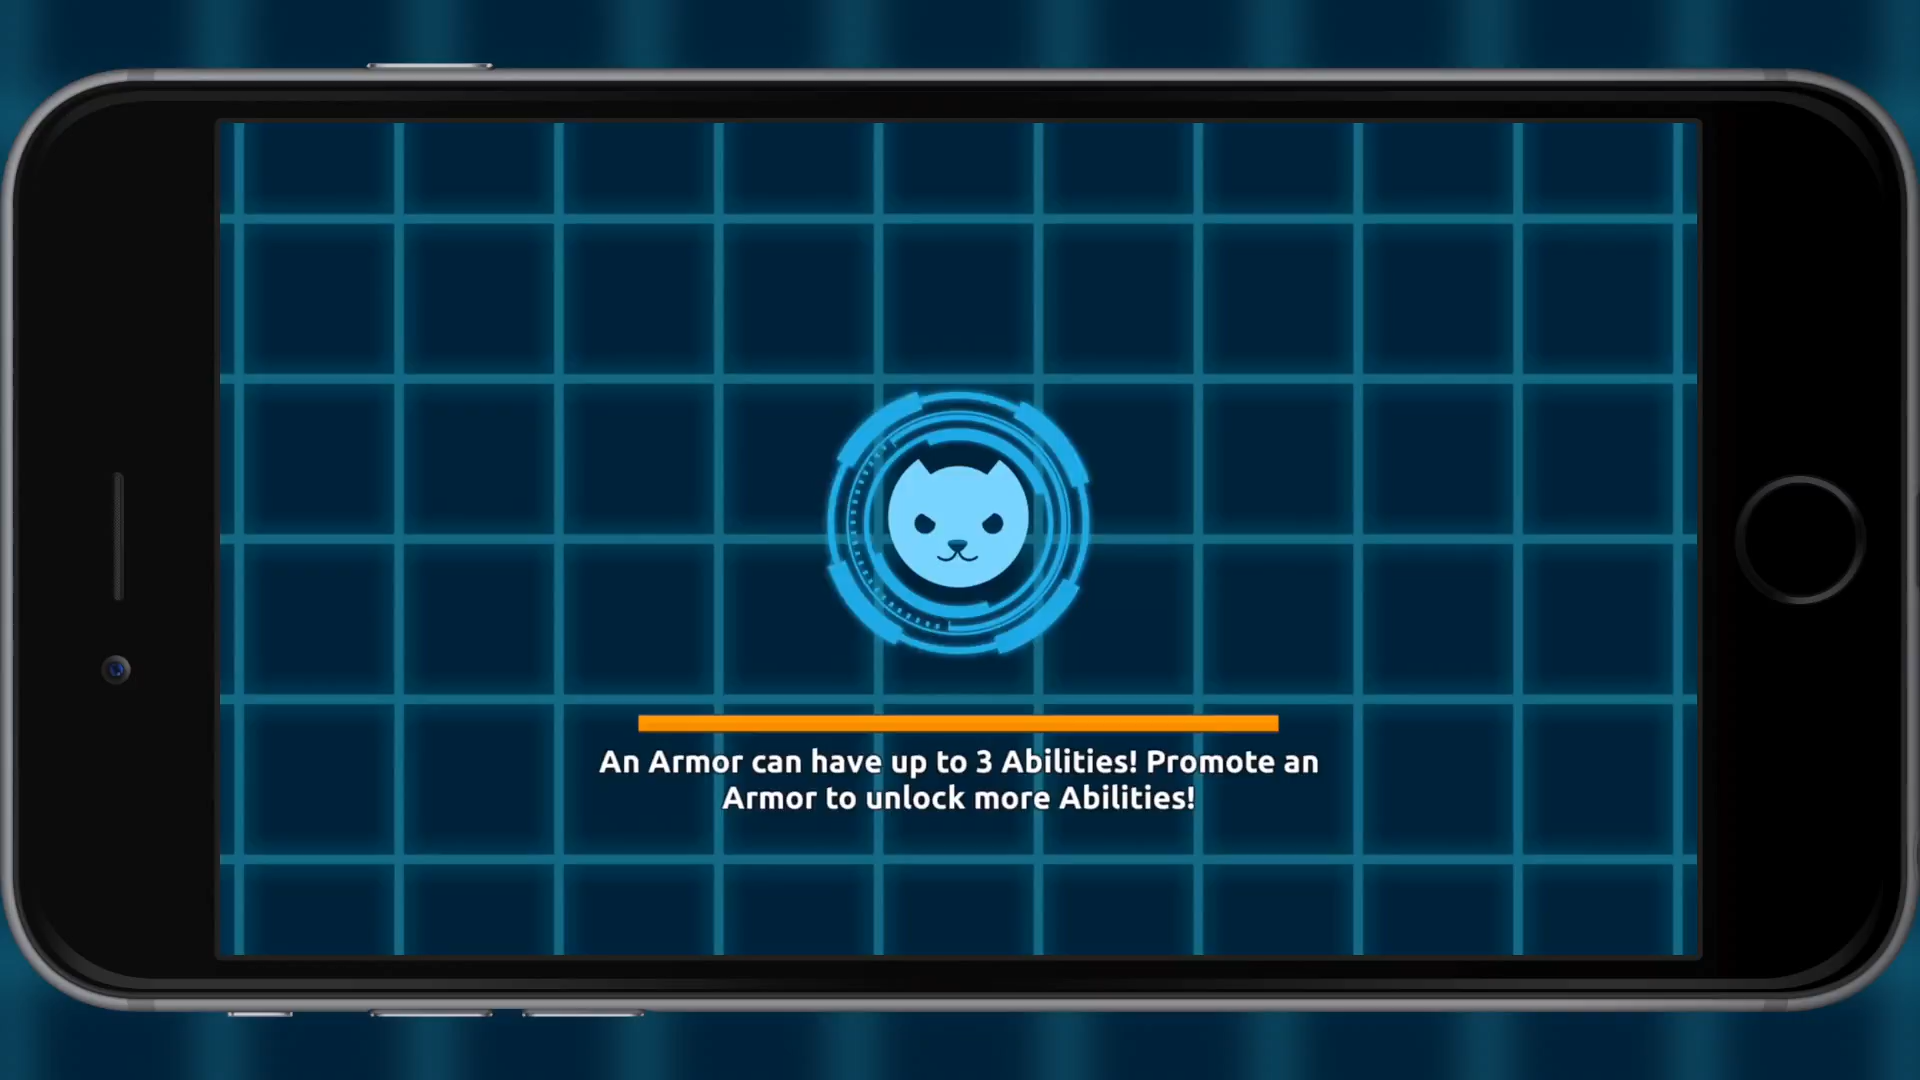 An Armor can have up to 3 Abilities! Promote an
Armor to unlock more Abilities!